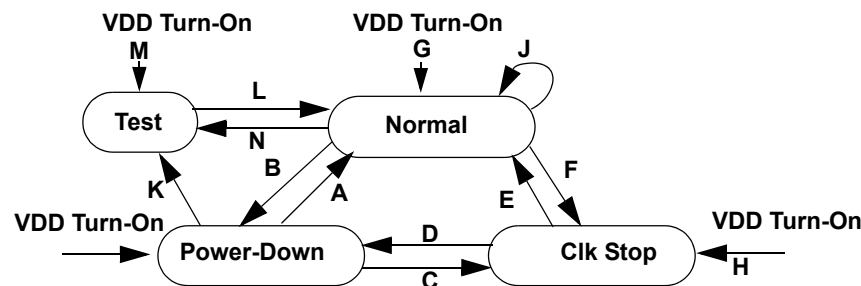 VDD Turn-On
VDD Turn-On
M
G
J
L
Test
Normal
N
B
F
K
A
E
VDD Turn-On
VDD Turn-On
D
Power-Down
Clk Stop
H
C